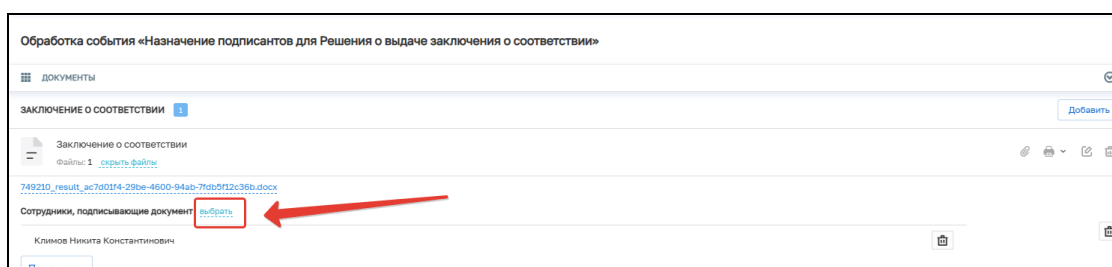 Обработка события «Назначение подписантов для Решения о выдаче заключения о соответствии»
ДОКУМЕНТЫ
ЗАКЛЮЧЕНИЕ О СООТВЕТСТВИИ 1
Добавить
Заключение о соответствии
Файлы: 1 скрыть файлы
749210_result_ac7d01f4-29be-4600-94ab-7fdb5f12c36b.docx
Сотрудники, подписывающие документ выбрать
Климов Никита Константинович